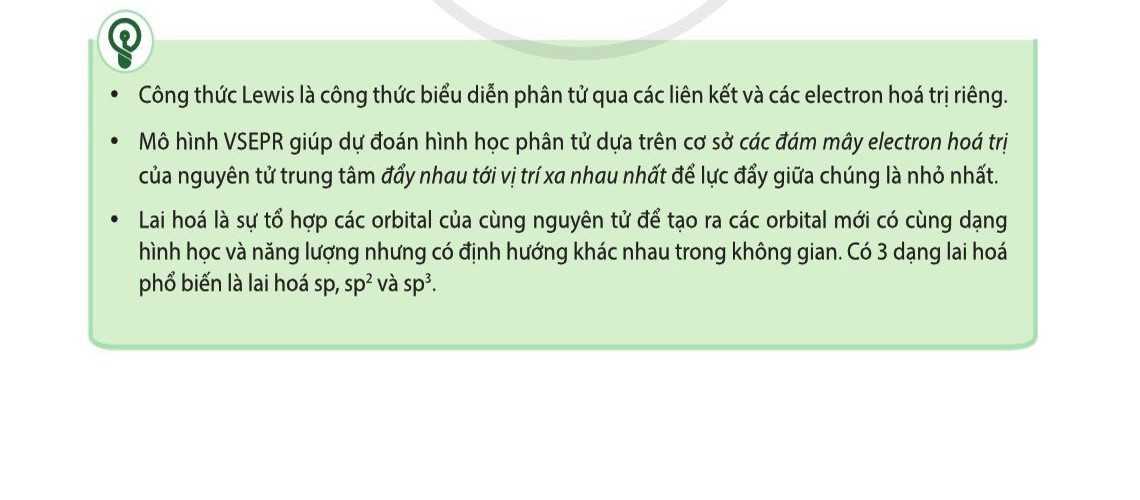 • Công thức Lewis là công thức biểu diễn phân tử qua các liên kết và các electron hoá trị riêng.
• Mô hình VSEPR giúp dự đoán hình học phân tử dựa trên cơ sở các đám mây electron hoá trị
của nguyên tử trung tâm đẩy nhau tới vị trí xa nhau nhất để lực đẩy giữa chúng là nhỏ nhất.
• Lai hoá là sự tổ hợp các orbital của cùng nguyên tử để tạo ra các orbital mới có cùng dạng
hình học và năng lượng nhưng có định hướng khác nhau trong không gian. Có 3 dạng lai hoá
phổ biến là lai hoá sp, sp² và sp³.